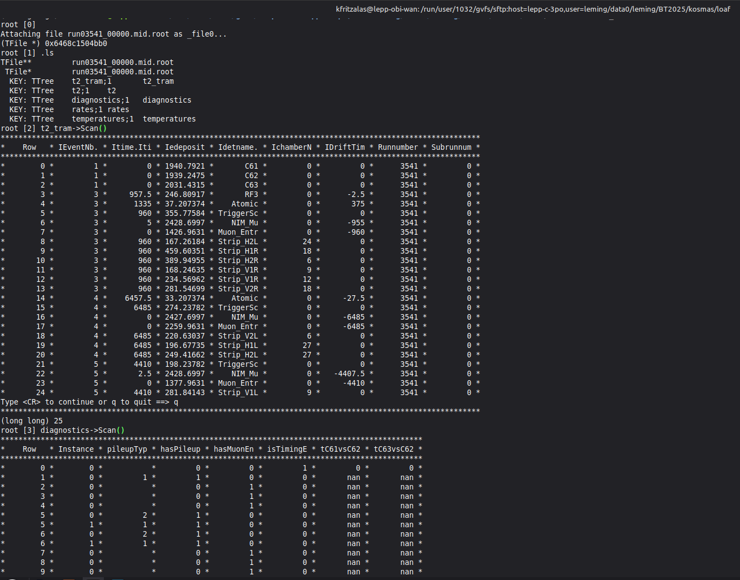 kfritzalas@lepp-obi-wan: /run/user/1032/gvfs/sftp:host=lepp-c-3po,user=leming/data0/leming/BT2025/kosmas/loaf
root [0]
Attaching file run03541_00000.mid.root as _file0...
(TFile *) 0x6468c1504bb0
root [1] .ls
TFile** run03541_00000.mid.root
TFile* run03541_00000.mid.root
KEY: TTree t2_tram;1 t2_tram
KEY: TTree t2;1 t2
KEY: TTree diagnostics;1 diagnostics
KEY: TTree rates;1 rates
KEY: TTree temperatures;1 temperatures
root [2] t2_tram->Scan()
************************************************************************************************************
* Row * IEventNb. * Itime.Iti * Iedeposit * Idetname. * IchamberN * IDriftTim * Runnumber * Subrunnum *
************************************************************************************************************
* 0 * 1 * 0 * 1940.7921 * C61 * 0 * 0 * 3541 * 0 *
* 1 * 1 * 0 * 1939.2475 * C62 * 0 * 0 * 3541 * 0 *
* 2 * 1 * 0 * 2031.4315 * C63 * 0 * 0 * 3541 * 0 *
* 3 * 3 * 957.5 * 246.80917 * RF3 * 0 * -2.5 * 3541 * 0 *
* 4 * 3 * 1335 * 37.207374 * Atomic * 0 * 375 * 3541 * 0 *
* 5 * 3 * 960 * 355.77584 * TriggerSc * 0 * 0 * 3541 * 0 *
* 6 * 3 * 5 * 2428.6997 * NIM_Mu * 0 * -955 * 3541 * 0 *
* 7 * 3 * 0 * 1426.9631 * Muon_Entr * 0 * -960 * 3541 * 0 *
* 8 * 3 * 960 * 167.26184 * Strip_H2L * 24 * 0 * 3541 * 0 *
* 9 * 3 * 960 * 459.60351 * Strip_H1R * 18 * 0 * 3541 * 0 *
* 10 * 3 * 960 * 389.94955 * Strip_H2R * 6 * 0 * 3541 * 0 *
* 11 * 3 * 960 * 168.24635 * Strip_V1R * 9 * 0 * 3541 * 0 *
* 12 * 3 * 960 * 234.56962 * Strip_V1R * 12 * 0 * 3541 * 0 *
* 13 * 3 * 960 * 281.54699 * Strip_V2R * 18 * 0 * 3541 * 0 *
* 14 * 4 * 6457.5 * 33.207374 * Atomic * 0 * -27.5 * 3541 * 0 *
* 15 * 4 * 6485 * 274.23782 * TriggerSc * 0 * 0 * 3541 * 0 *
* 16 * 4 * 0 * 2427.6997 * NIM_Mu * 0 * -6485 * 3541 * 0 *
* 17 * 4 * 0 * 2259.9631 * Muon_Entr * 0 * -6485 * 3541 * 0 *
* 18 * 4 * 6485 * 220.63037 * Strip_V2L * 6 * 0 * 3541 * 0 *
* 19 * 4 * 6485 * 196.67735 * Strip_H1L * 27 * 0 * 3541 * 0 *
* 20 * 4 * 6485 * 249.41662 * Strip_H2L * 27 * 0 * 3541 * 0 *
* 21 * 5 * 4410 * 198.23782 * TriggerSc * 0 * 0 * 3541 * 0 *
* 22 * 5 * 2.5 * 2428.6997 * NIM_Mu * 0 * -4407.5 * 3541 * 0 *
* 23 * 5 * 0 * 1377.9631 * Muon_Entr * 0 * -4410 * 3541 * 0 *
* 24 * 5 * 4410 * 281.84143 * Strip_V1L * 9 * 0 * 3541 * 0 *
Type <CR> to continue or q to quit ==> q
************************************************************************************************************
(long long) 25
root [3] diagnostics->Scan()
************************************************************************************************
* Row * Instance * pileupTyp * hasPileup * hasMuonEn * isTimingE * tC61vsC62 * tC63vsC62 *
************************************************************************************************
* 0 * 0 * * 0 * 0 * 1 * 0 * 0 *
* 1 * 0 * 1 * 1 * 0 * 0 * nan * nan *
* 2 * 0 * * 0 * 1 * 0 * nan * nan *
* 3 * 0 * * 0 * 1 * 0 * nan * nan *
* 4 * 0 * * 0 * 1 * 0 * nan * nan *
* 5 * 0 * 2 * 1 * 0 * 0 * nan * nan *
* 5 * 1 * 1 * 1 * 0 * 0 * nan * nan *
* 6 * 0 * 2 * 1 * 0 * 0 * nan * nan *
* 6 * 1 * 1 * 1 * 0 * 0 * nan * nan *
* 7 * 0 * * 0 * 1 * 0 * nan * nan *
* 8 * 0 * * 0 * 1 * 0 * nan * nan *
* 9 * 0 * * 0 * 1 * 0 * nan * nan *